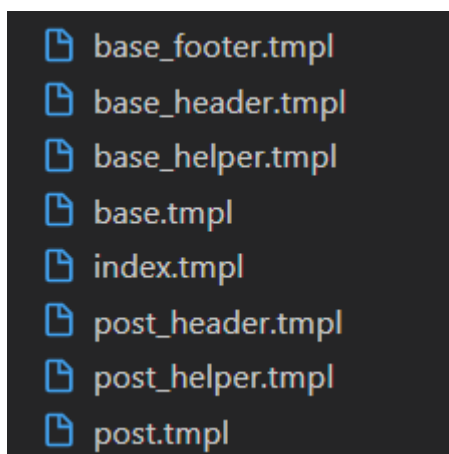 base_footer.tmpl
base_header.tmpl
base_helper.tmpl
base.tmpl
index.tmpl
post_header.tmpl
post_helper.tmpl
post.tmpl